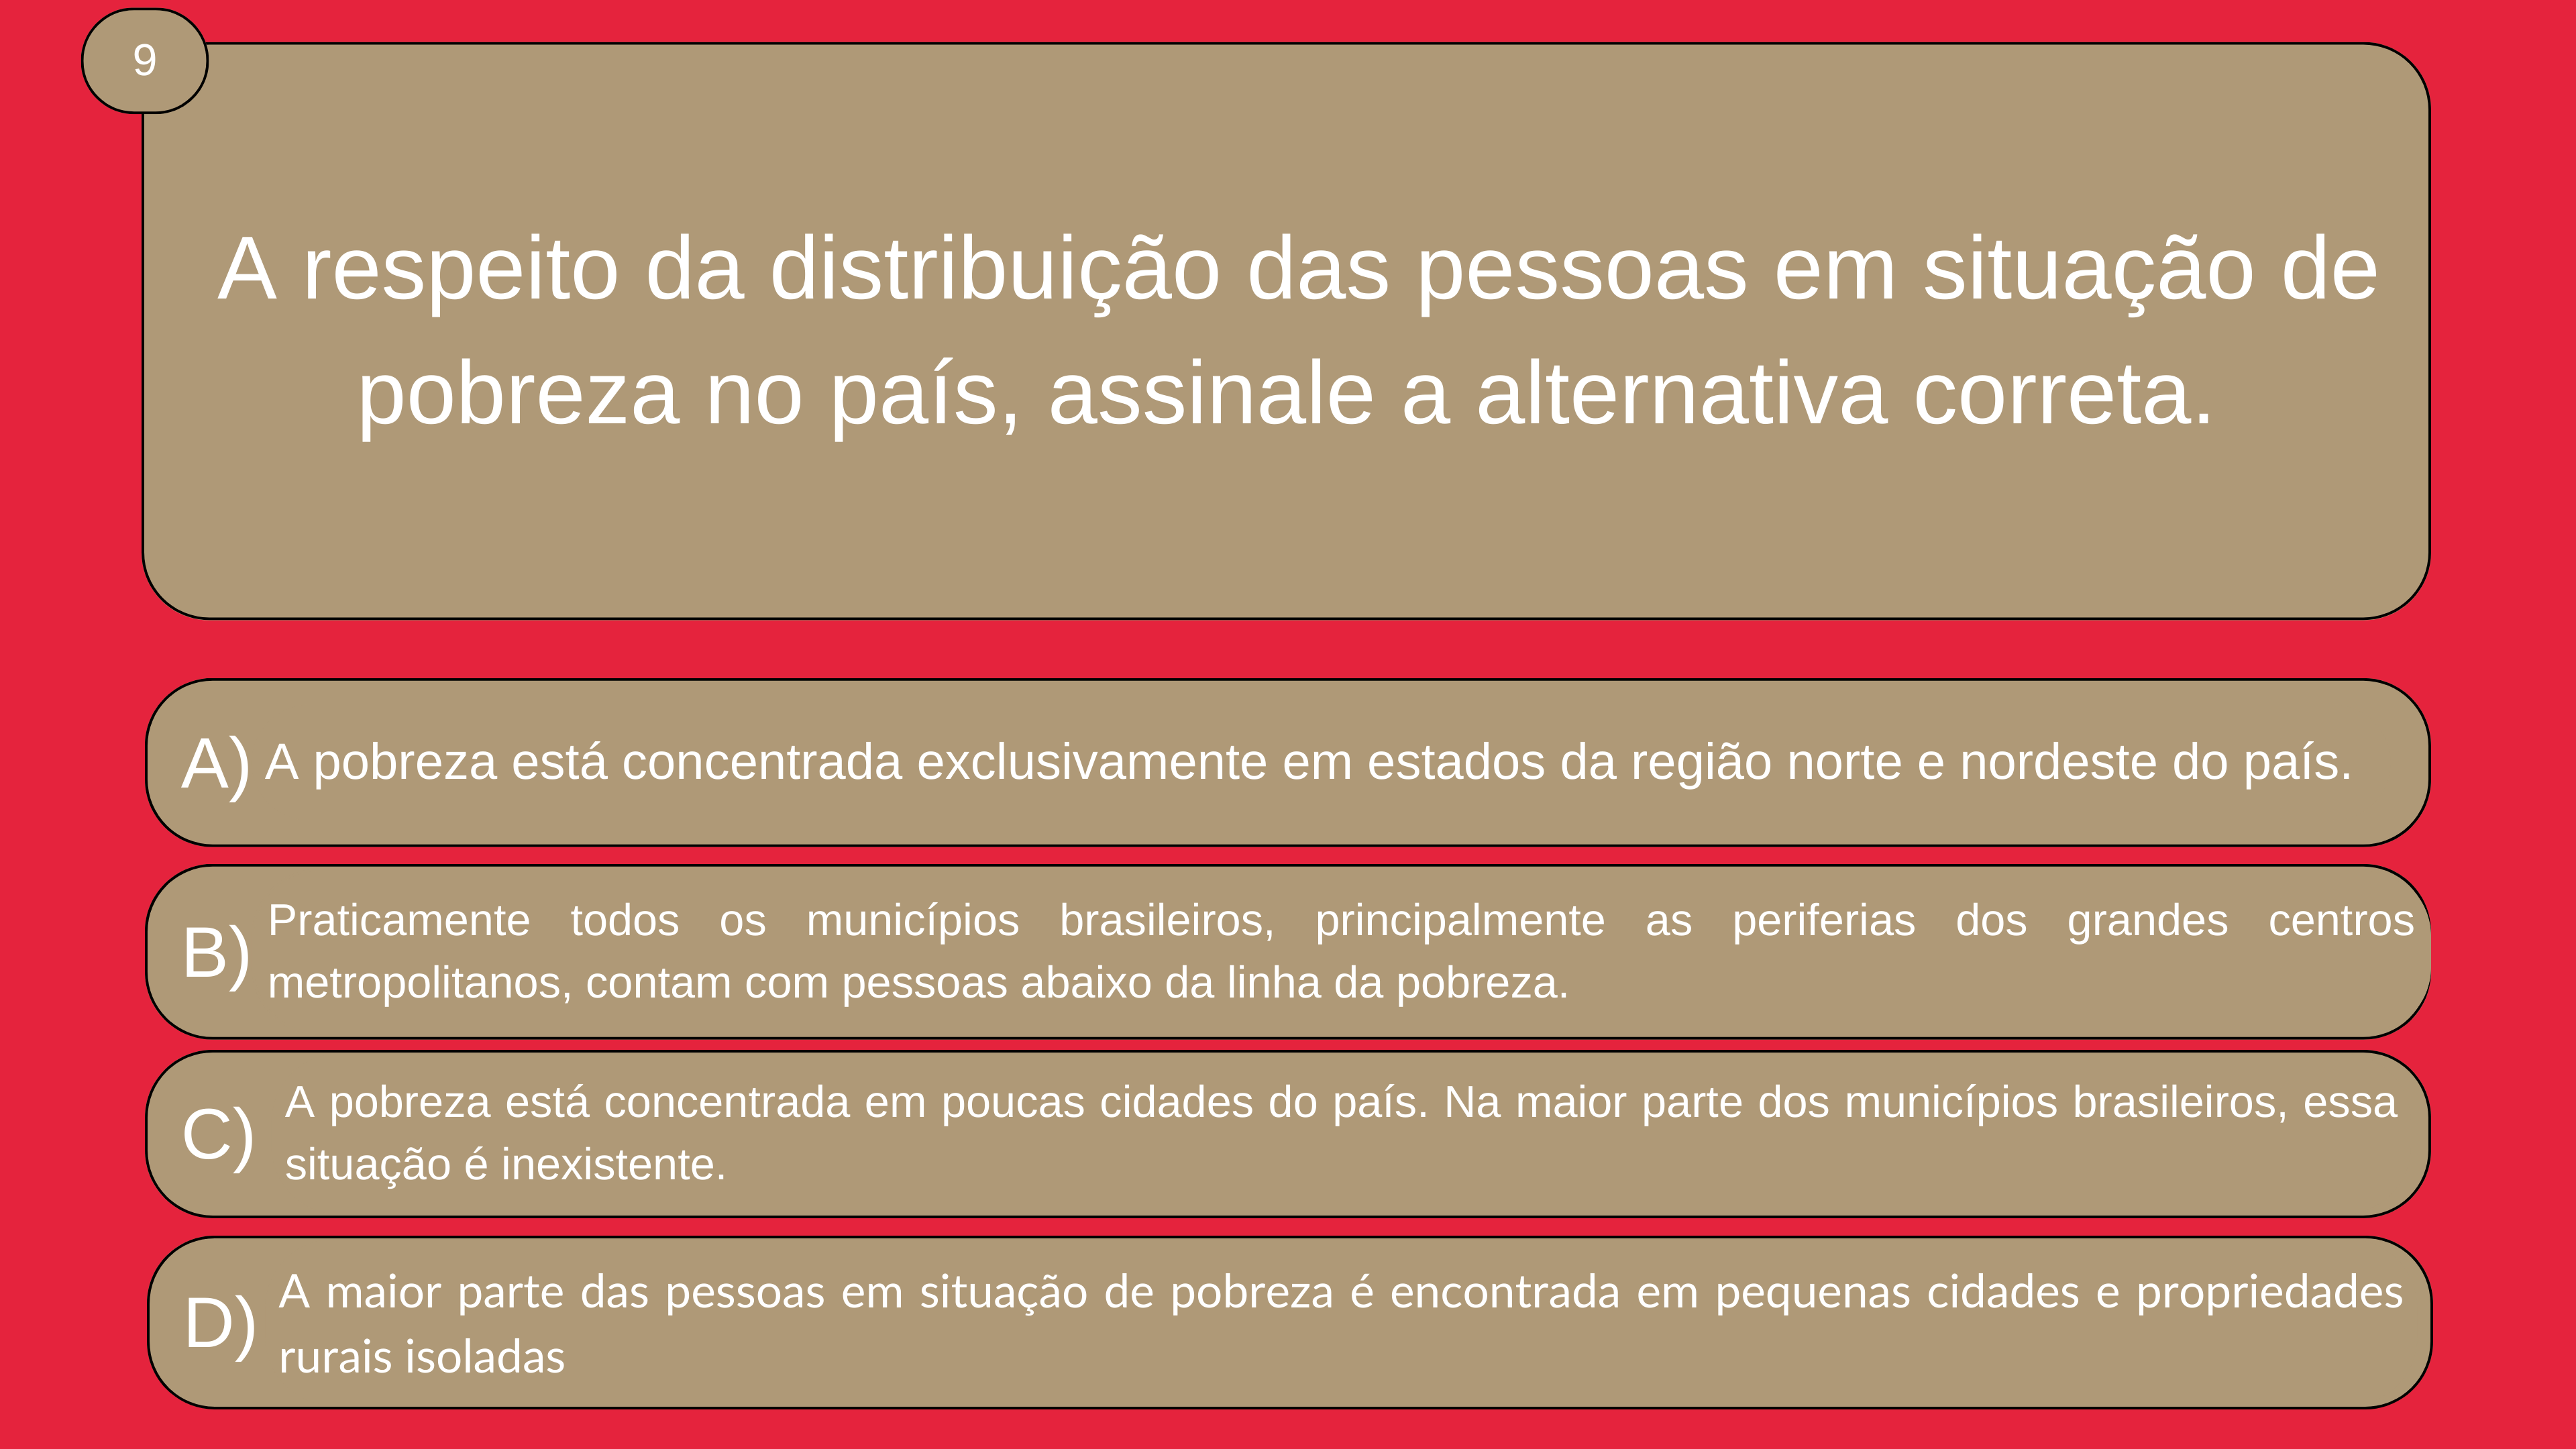 9
A respeito da distribuição das pessoas em situação de
pobreza no país, assinale a alternativa correta.
A) A pobreza está concentrada exclusivamente em estados da região norte e nordeste do país.
B) Praticamente todos os municípios brasileiros, principalmente as periferias dos grandes centros
metropolitanos, contam com pessoas abaixo da linha da pobreza.
C) A pobreza está concentrada em poucas cidades do país. Na maior parte dos municípios brasileiros, essa
situação é inexistente.
D) A maior parte das pessoas em situação de pobreza é encontrada em pequenas cidades e propriedades
rurais isoladas